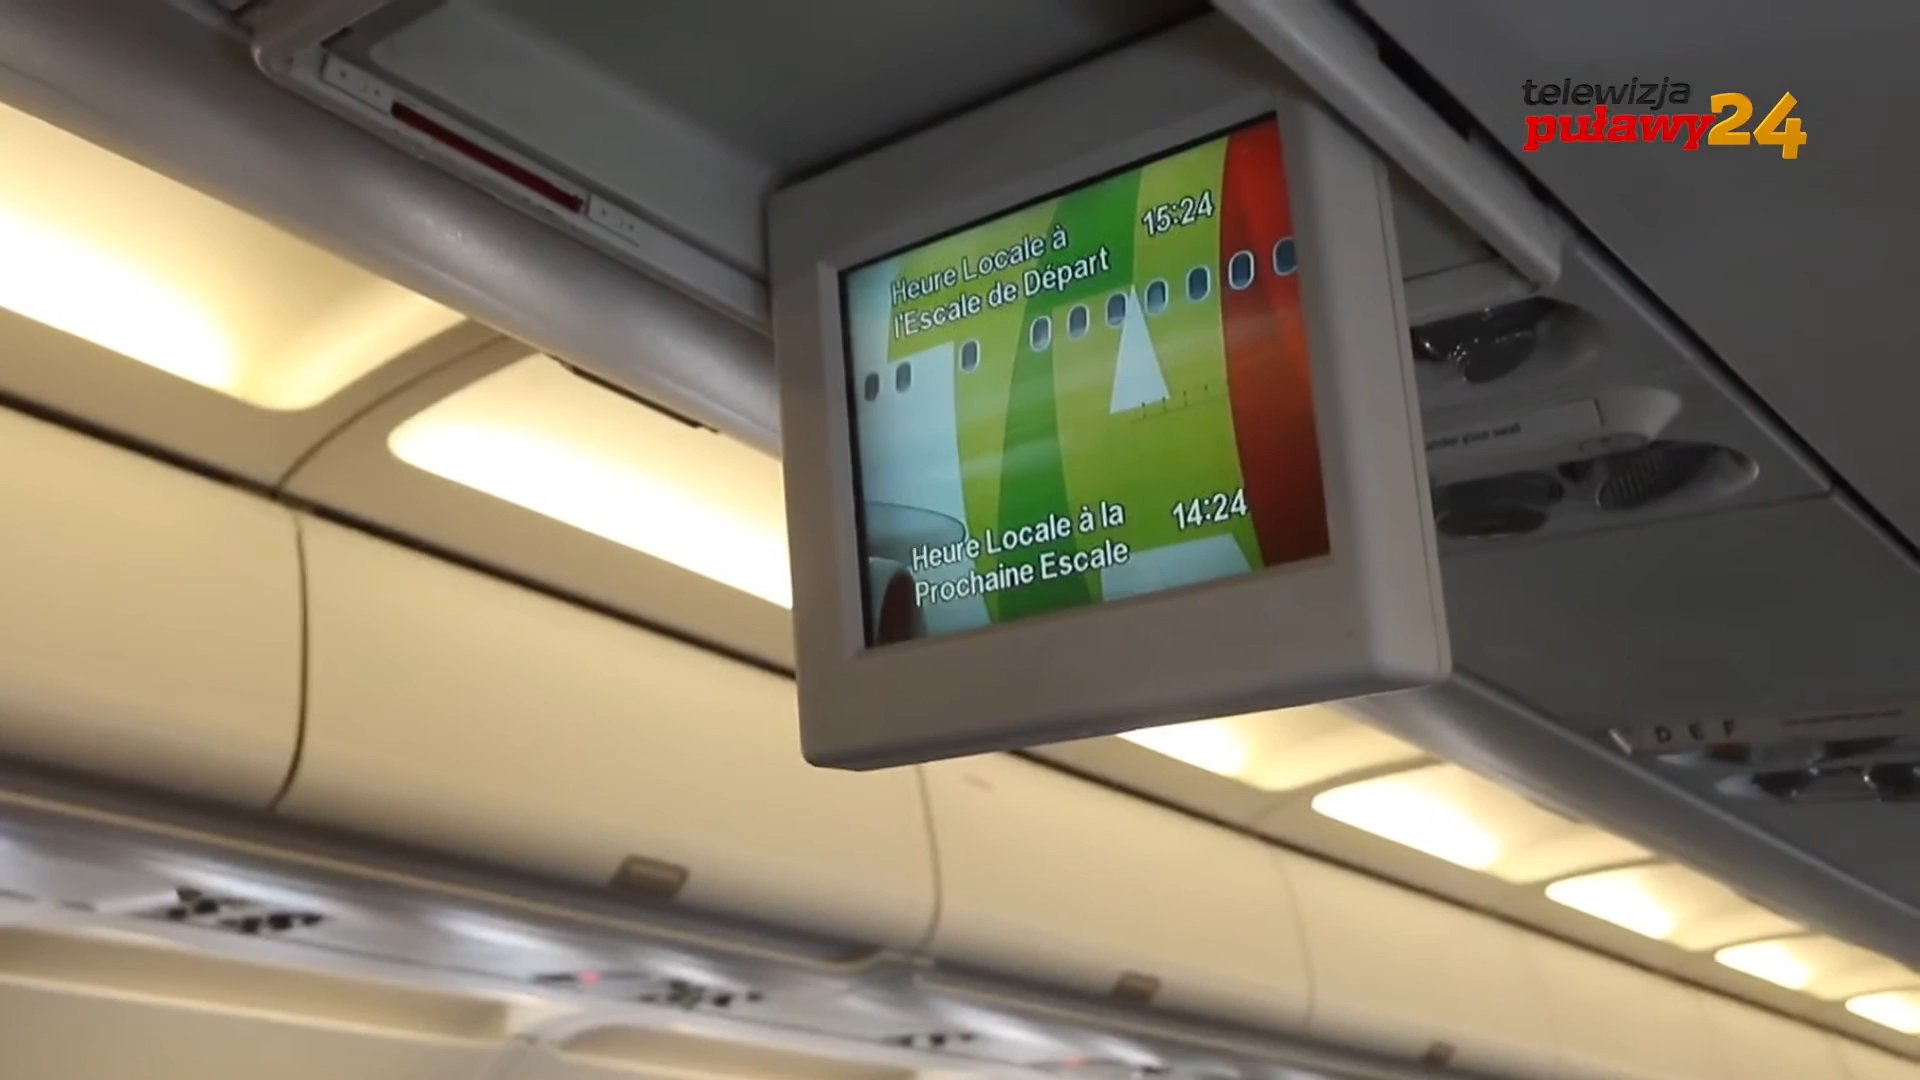 telewizja
puławy24
Heure Locale à
l'Escale de Départ
15:24
Heure Locale à la
Prochaine Escale
14:24
D E F